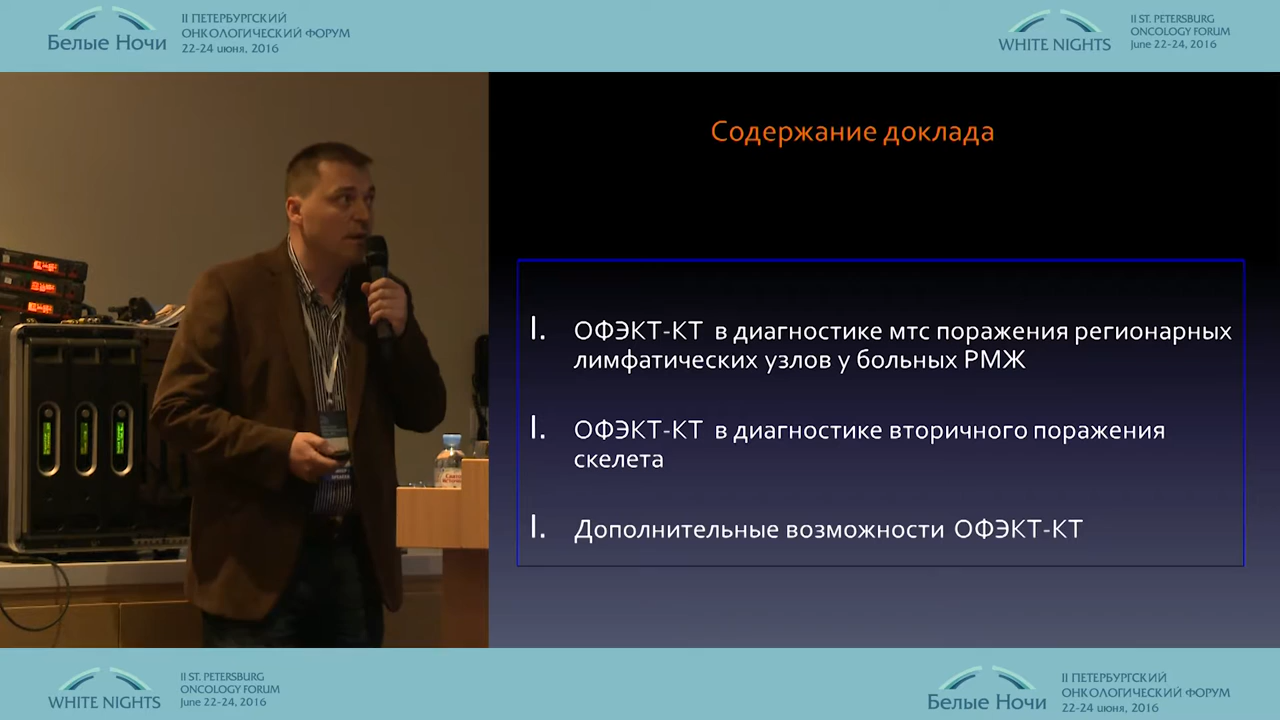 Белые Ночи
II ПЕТЕРБУРГСКИЙ
ОНКОЛОГИЧЕСКИЙ ФОРУМ
22-24 июня, 2016
WHITE NIGHTS
II ST. PETERSBURG
ONCOLOGY FORUM
June 22-24, 2016
Содержание доклада
I. ОФЭКТ-КТ в диагностике мтс поражения регионарных
лимфатических узлов у больных РМЖ
I. ОФЭКТ-КТ в диагностике вторичного поражения
скелета
I. Дополнительные возможности ОФЭКТ-КТ
WHITE NIGHTS
II ST. PETERSBURG
ONCOLOGY FORUM
June 22-24, 2016
Белые Ночи
II ПЕТЕРБУРГСКИЙ
ОНКОЛОГИЧЕСКИЙ ФОРУМ
22-24 июня, 2016